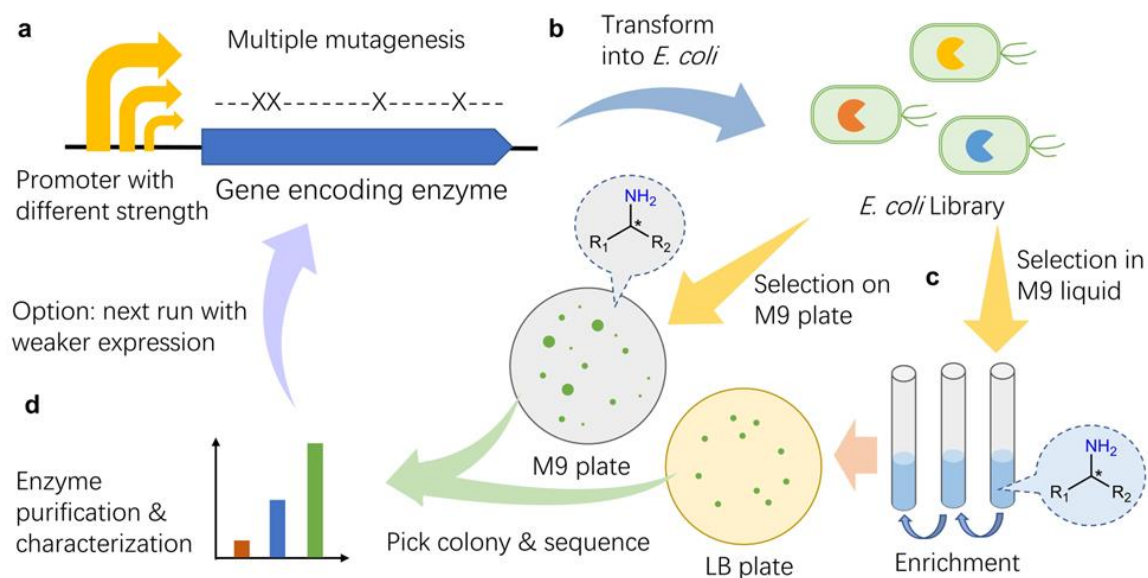 a
Multiple mutagenesis
---XX-------X-----X---
Promoter with
different strength
Gene encoding enzyme
b
Transform
into E. coli
E. coli Library
NH2
*
R1
R2
Selection on
M9 plate
c
Selection in
M9 liquid
Option: next run with
weaker expression
M9 plate
LB plate
NH2
*
R1
R2
Enrichment
d
Enzyme
purification &
characterization
Pick colony & sequence